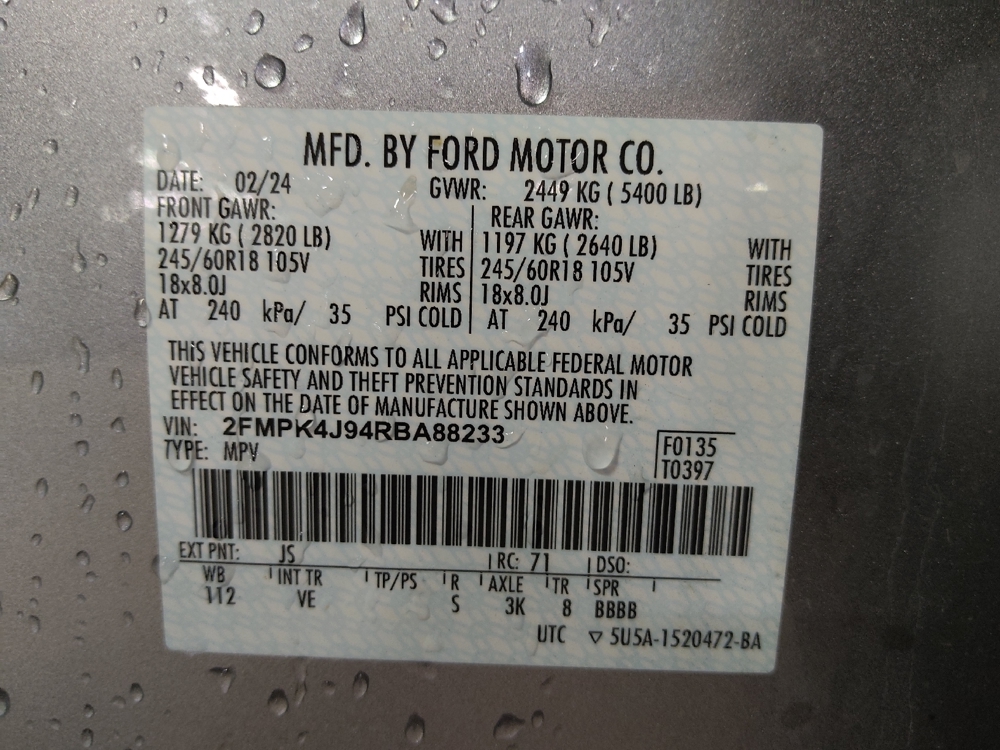 MFD. BY FORD MOTOR CO.
DATE: 02/24 GVWR: 2449 KG ( 5400 LB)
FRONT GAWR: REAR GAWR:
1279 KG ( 2820 LB) WITH 1197 KG ( 2640 LB) WITH
245/60R18 105V TIRES 245/60R18 105V TIRES
18x8.0J RIMS 18x8.0J RIMS
AT 240 kPa/ 35 PSI COLD AT 240 kPa/ 35 PSI COLD
THIS VEHICLE CONFORMS TO ALL APPLICABLE FEDERAL MOTOR
VEHICLE SAFETY AND THEFT PREVENTION STANDARDS IN
EFFECT ON THE DATE OF MANUFACTURE SHOWN ABOVE.
VIN: 2FMPK4J94RBA88233 F0135
TYPE: MPV T0397
EXT PNT: JS RC: 71 DSO:
WB INT TR TP/PS R AXLE TR SPR
112 VE S 3K 8 BBBB
UTC ▽ 5U5A-1520472-BA